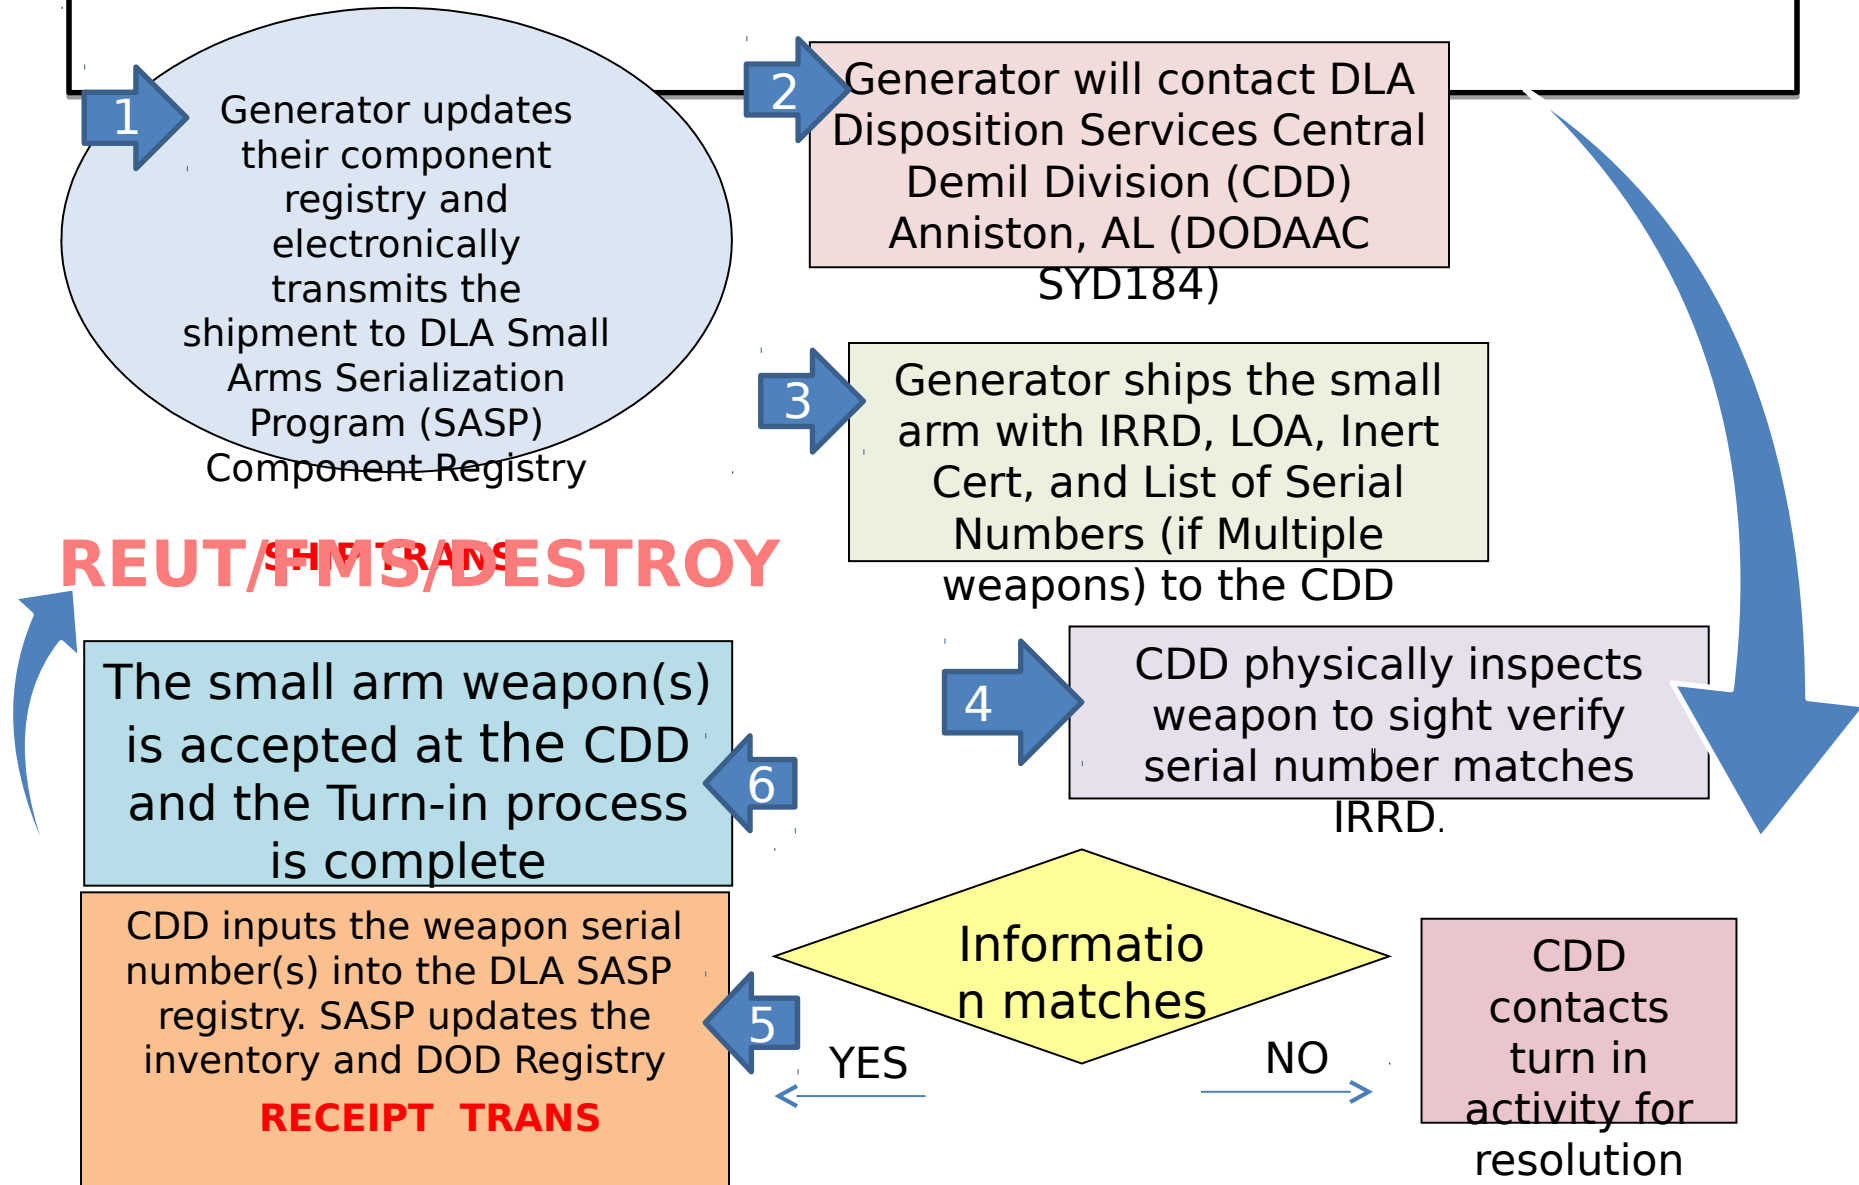 1
Generator updates
their component
registry and
electronically
transmits the
shipment to DLA Small
Arms Serialization
Program (SASP)
Component Registry
SHIP TRANS
REUT/FMS/DESTROY
2
Generator will contact DLA
Disposition Services Central
Demil Division (CDD)
Anniston, AL (DODAAC
SYD184)
3
Generator ships the small
arm with IRRD, LOA, Inert
Cert, and List of Serial
Numbers (if Multiple
weapons) to the CDD
4
CDD physically inspects
weapon to sight verify
serial number matches
IRRD.
Informatio
n matches
YES
NO
CDD
contacts
turn in
activity for
resolution
5
CDD inputs the weapon serial
number(s) into the DLA SASP
registry. SASP updates the
inventory and DOD Registry
RECEIPT  TRANS
6
The small arm weapon(s)
is accepted at the CDD
and the Turn-in process
is complete